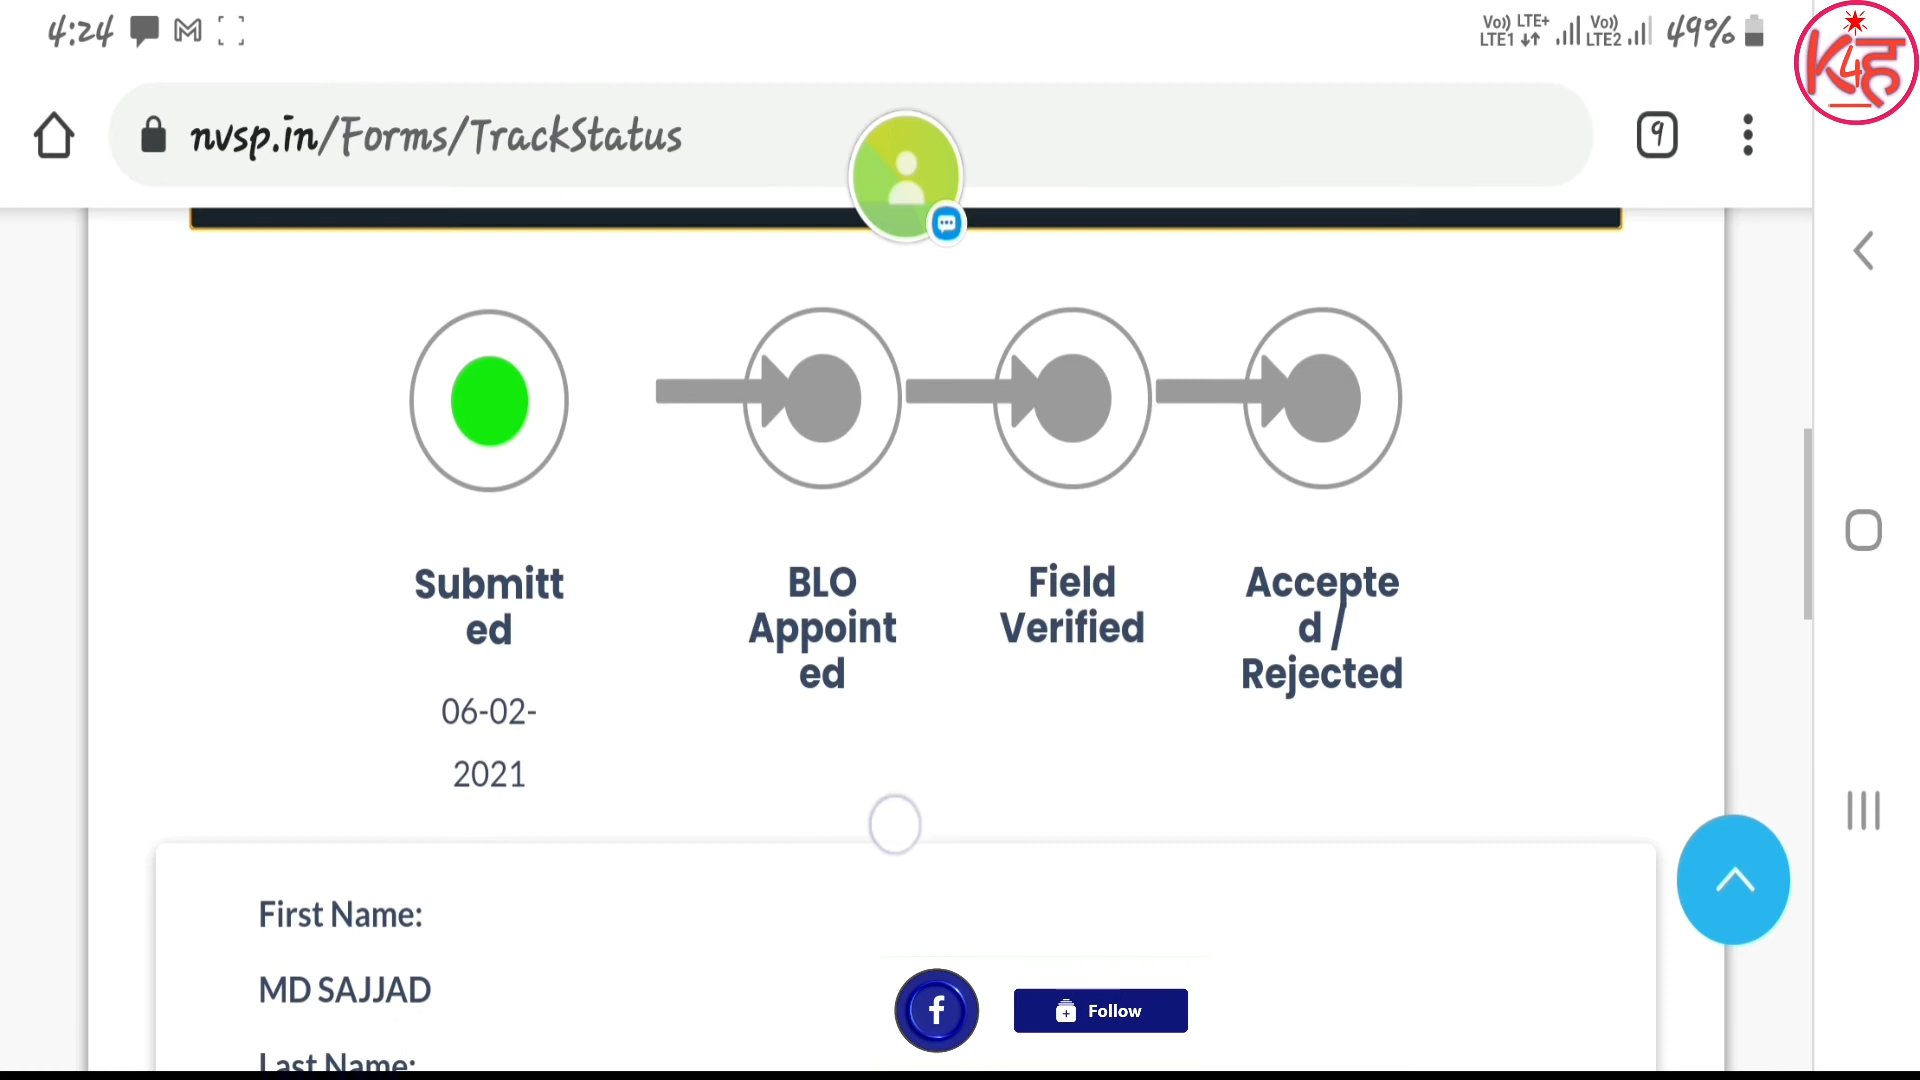 4:24
Vo)) LTE+ Vo)) 49%
LTE1 LTE2
K4ह
nvsp.in/Forms/TrackStatus
9
Submitt
ed
BLO
Appoint
ed
Field
Verified
Accepte
d /
Rejected
06-02-
2021
First Name:
MD SAJJAD
f Follow
Last Name: